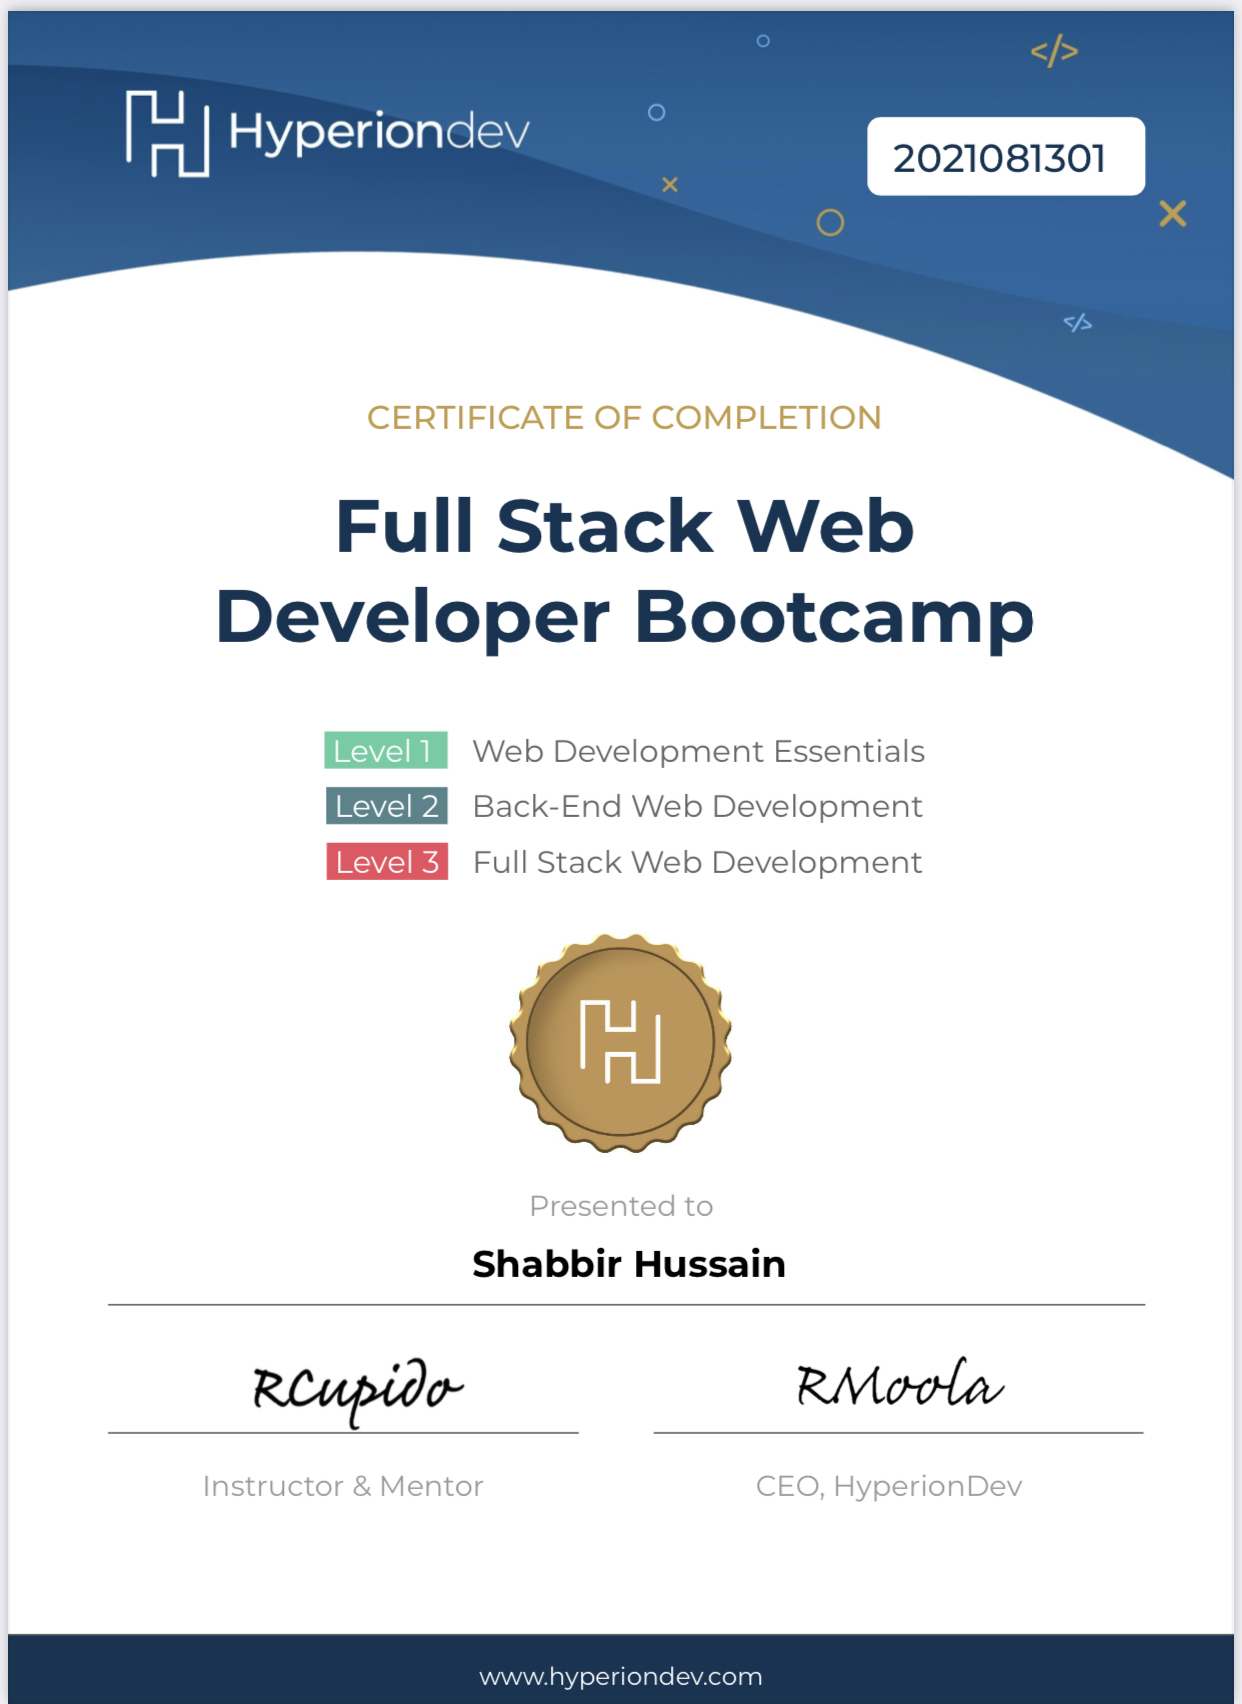 Hyperiondev
2021081301
CERTIFICATE OF COMPLETION
Full Stack Web
Developer Bootcamp
Level 1 Web Development Essentials
Level 2 Back-End Web Development
Level 3 Full Stack Web Development
Presented to
Shabbir Hussain
RCupido
RMoola
Instructor & Mentor
CEO, HyperionDev
www.hyperiondev.com